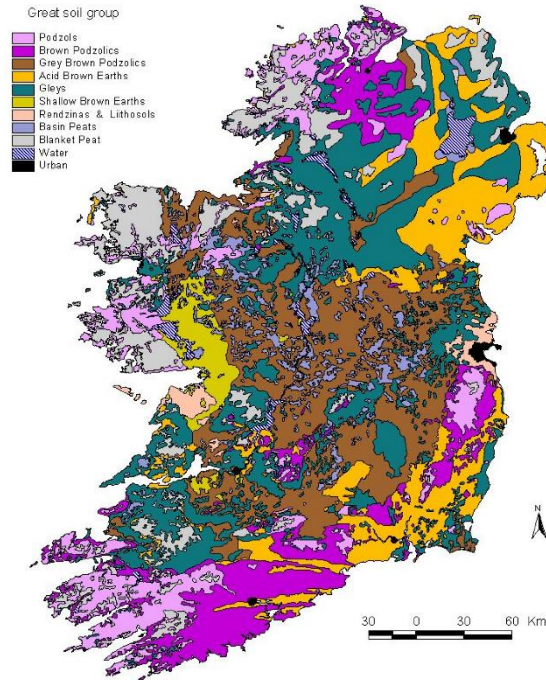 Great soil group
Podzols
Brown Podzolics
Grey Brown Podzolics
Acid Brown Earths
Gleys
Shallow Brown Earths
Rendzinas & Lithosols
Basin Peats
Blanket Peat
Water
Urban
N
30 0 30 60 Km